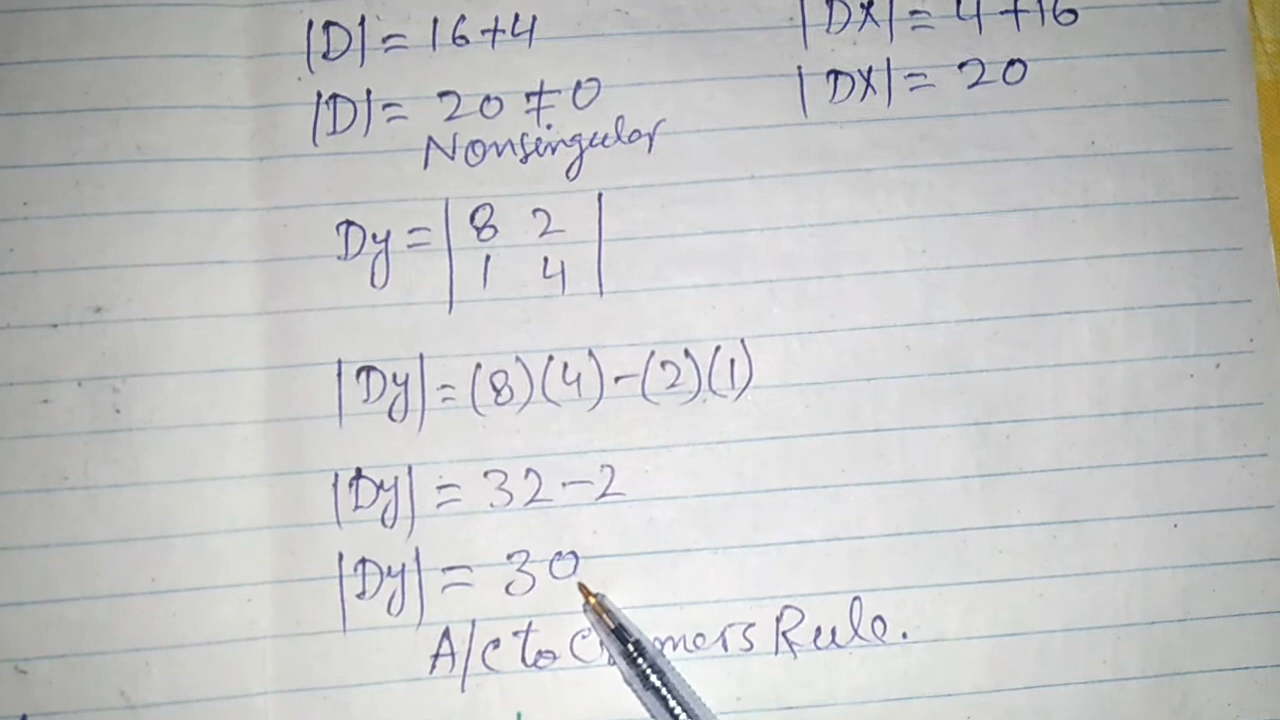 |D| = 16+4
|DX| = 4+16
|D| = 20 ≠ 0
|DX| = 20
Nonsingular
Dy = | 8 2 |
| 1 4 |
|Dy| = (8)(4)-(2)(1)
|Dy| = 32-2
|Dy| = 30
A/c to Rule.